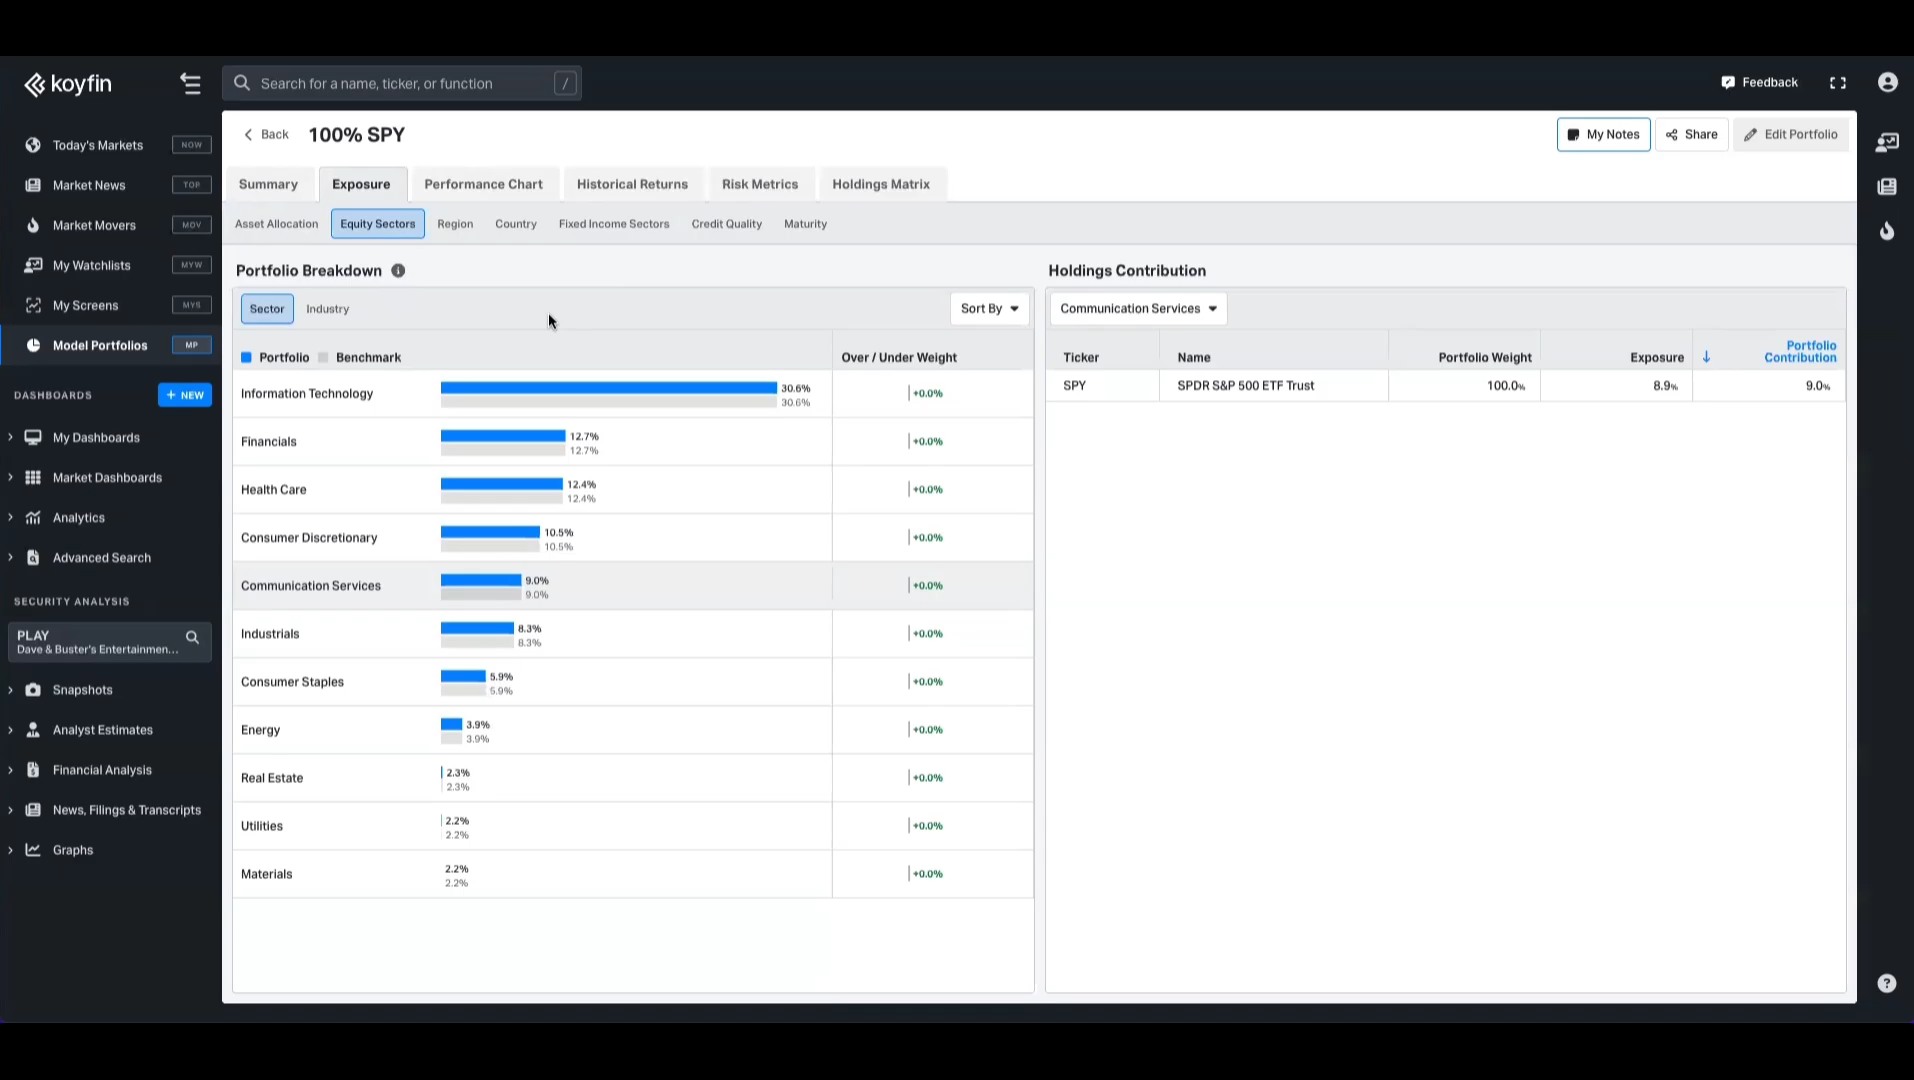 koyfin
Search for a name, ticker, or function /
Feedback
Today's Markets NOW
Market News TOP
Market Movers MOV
My Watchlists MYW
My Screens MYS
Model Portfolios MP
DASHBOARDS + NEW
My Dashboards
Market Dashboards
Analytics
Advanced Search
SECURITY ANALYSIS
PLAY
Dave & Buster's Entertainmen...
Snapshots
Analyst Estimates
Financial Analysis
News, Filings & Transcripts
Graphs
Back 100% SPY
My Notes Share Edit Portfolio
Summary Exposure Performance Chart Historical Returns Risk Metrics Holdings Matrix
Asset Allocation Equity Sectors Region Country Fixed Income Sectors Credit Quality Maturity
Portfolio Breakdown i
Sector Industry Sort By
Portfolio Benchmark Over / Under Weight
Information Technology 30.6% +0.0%
30.6%
Financials 12.7% +0.0%
12.7%
Health Care 12.4% +0.0%
12.4%
Consumer Discretionary 10.5% +0.0%
10.5%
Communication Services 9.0% +0.0%
9.0%
Industrials 8.3% +0.0%
8.3%
Consumer Staples 5.9% +0.0%
5.9%
Energy 3.9% +0.0%
3.9%
Real Estate 2.3% +0.0%
2.3%
Utilities 2.2% +0.0%
2.2%
Materials 2.2% +0.0%
2.2%
Holdings Contribution
Communication Services
Ticker Name Portfolio Weight Exposure Portfolio
Contribution
SPY SPDR S&P 500 ETF Trust 100.0% 8.9% 9.0%
?